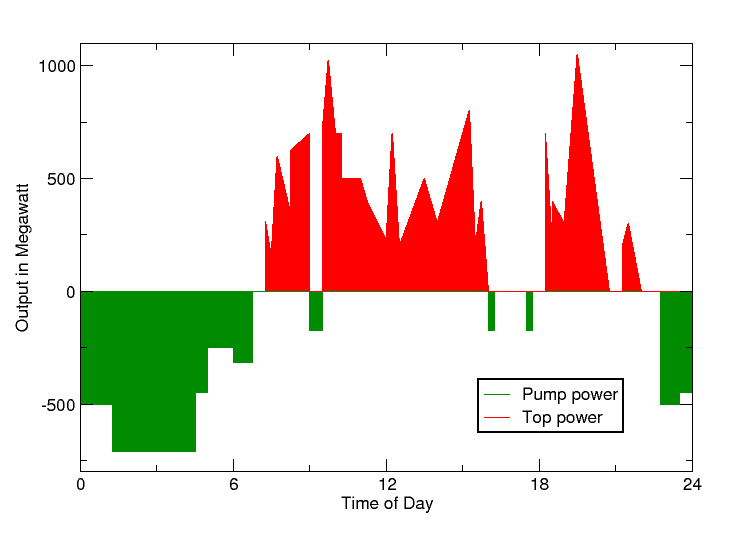 1000
500
0
-500
Output in Megawatt
Pump power
Top power
0 6 12 18 24
Time of Day